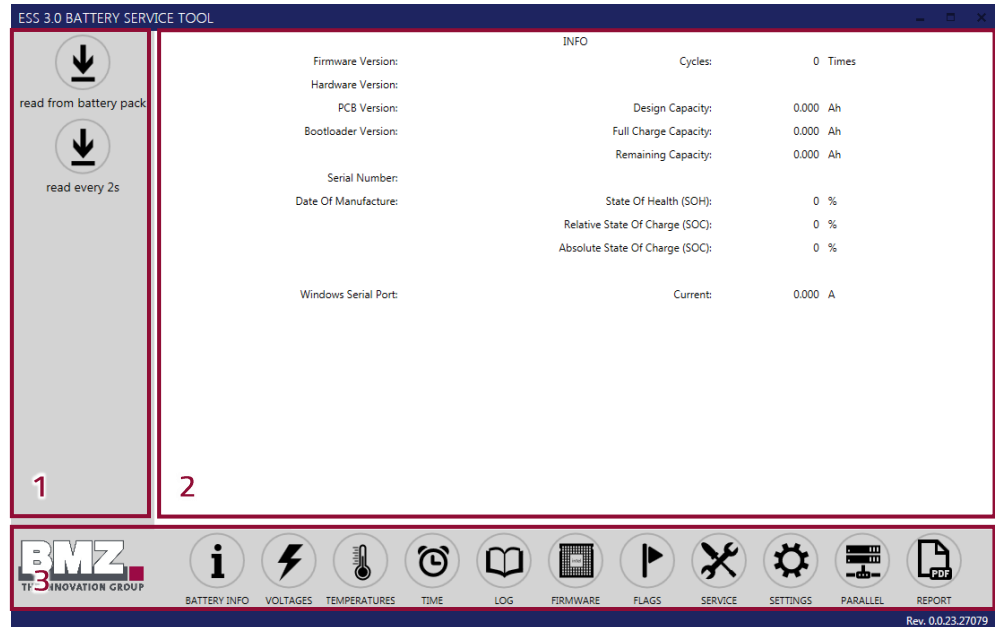 ESS 3.0 BATTERY SERVICE TOOL
read from battery pack
read every 2s
1
INFO
Firmware Version: Cycles: 0 Times
Hardware Version:
PCB Version: Design Capacity: 0.000 Ah
Bootloader Version: Full Charge Capacity: 0.000 Ah
Remaining Capacity: 0.000 Ah
Serial Number:
Date Of Manufacture: State Of Health (SOH): 0 %
Relative State Of Charge (SOC): 0 %
Absolute State Of Charge (SOC): 0 %
Windows Serial Port: Current: 0.000 A
2
BMZ
INNOVATION GROUP
3
PDF
BATTERY INFO VOLTAGES TEMPERATURES TIME LOG FIRMWARE FLAGS SERVICE SETTINGS PARALLEL REPORT
Rev. 0.0.23.27079